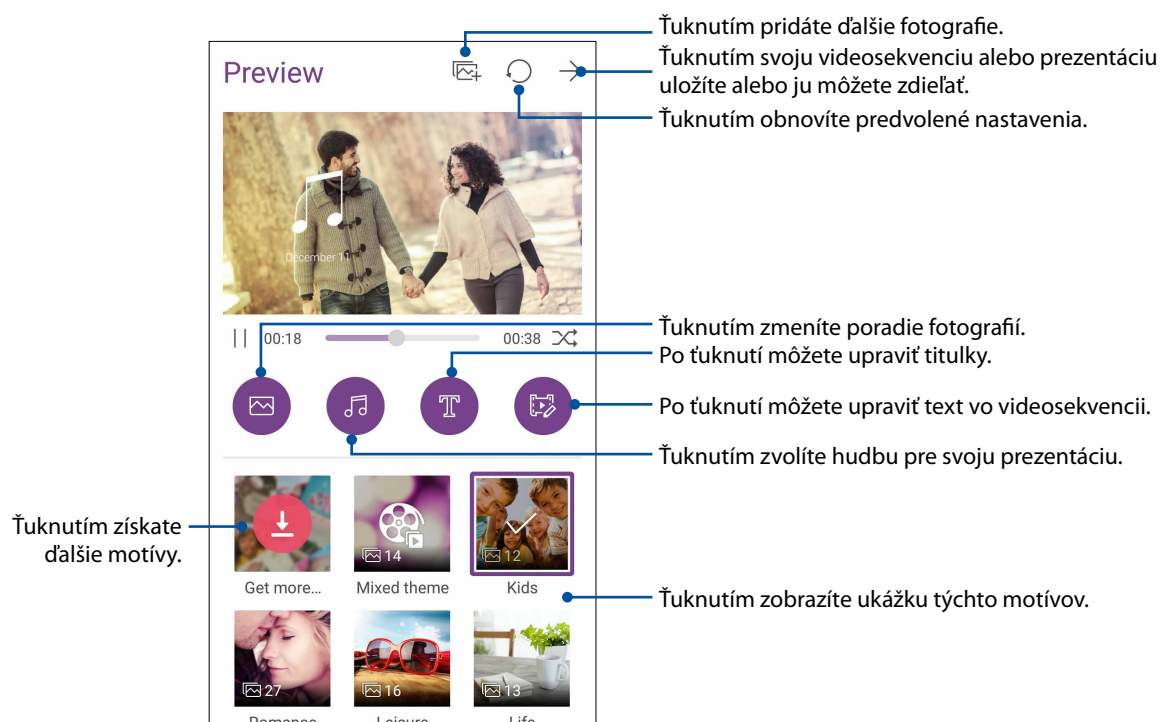 Ťuknutím pridáte ďalšie fotografie.
Ťuknutím svoju videosekvenciu alebo prezentáciu
uložíte alebo ju môžete zdieľať.
Ťuknutím obnovíte predvolené nastavenia.
Preview
December 11
00:18
00:38
Ťuknutím zmeníte poradie fotografií.
Po ťuknutí môžete upraviť titulky.
T
Po ťuknutí môžete upraviť text vo videosekvencii.
Ťuknutím zvolíte hudbu pre svoju prezentáciu.
Ťuknutím získate
ďalšie motívy.
14
12
Get more...
Mixed theme
Kids
Ťuknutím zobrazíte ukážku týchto motívov.
27
16
13
Romance
Leisure
Life